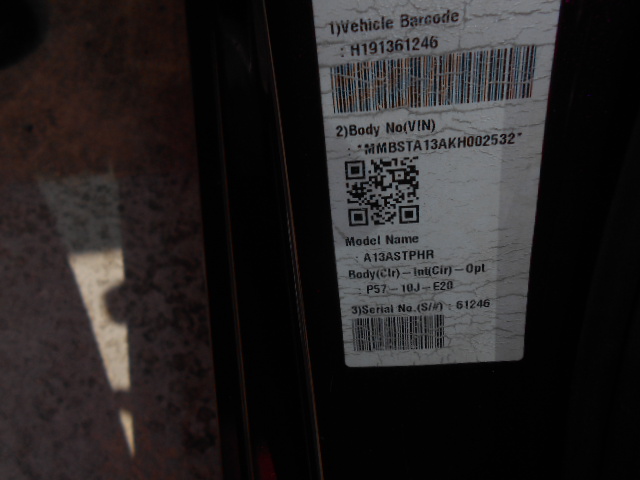 1)Vehicle Barcode
: H191361246
2)Body No(VIN)
: *MMBSTA13AKH002532*
Model Name
: A13ASTPHR
Body(Clr)-Int(Clr)-Opt
: P57-10J-E20
3)Serial No.(S/#) : 61246